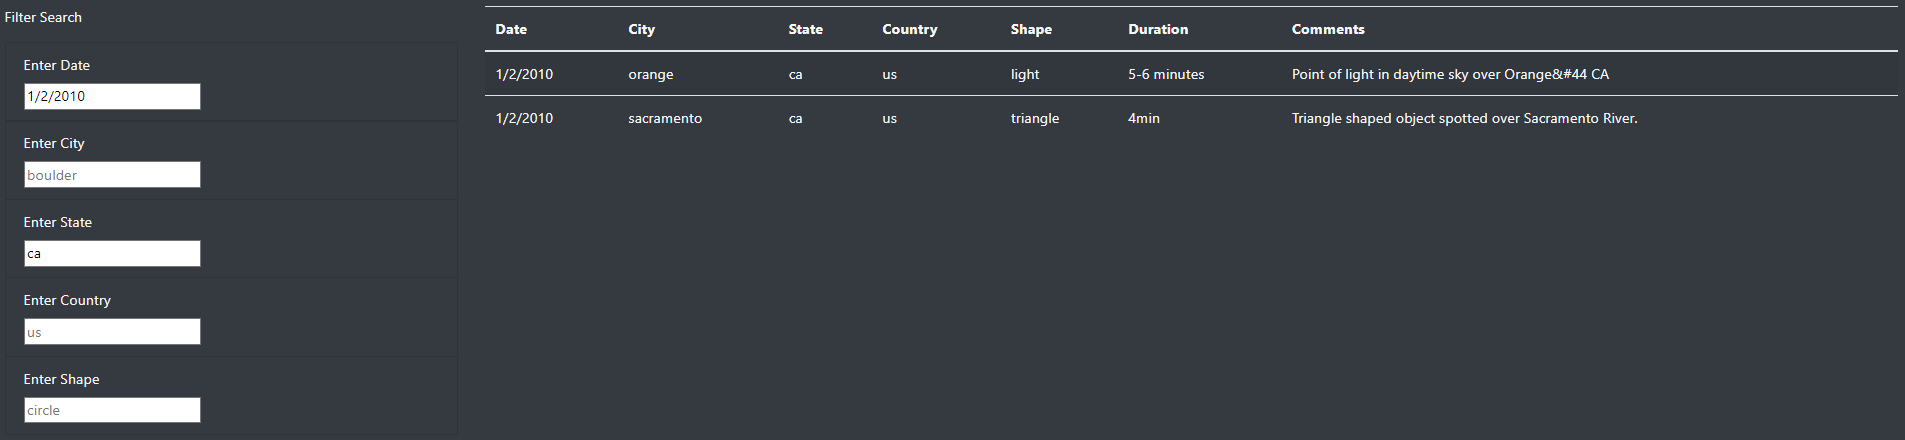 Filter Search
Enter Date
1/2/2010
Enter City
boulder
Enter State
ca
Enter Country
us
Enter Shape
circle
Date City State Country Shape Duration Comments
1/2/2010 orange ca us light 5-6 minutes Point of light in daytime sky over Orange&#44 CA
1/2/2010 sacramento ca us triangle 4min Triangle shaped object spotted over Sacramento River.